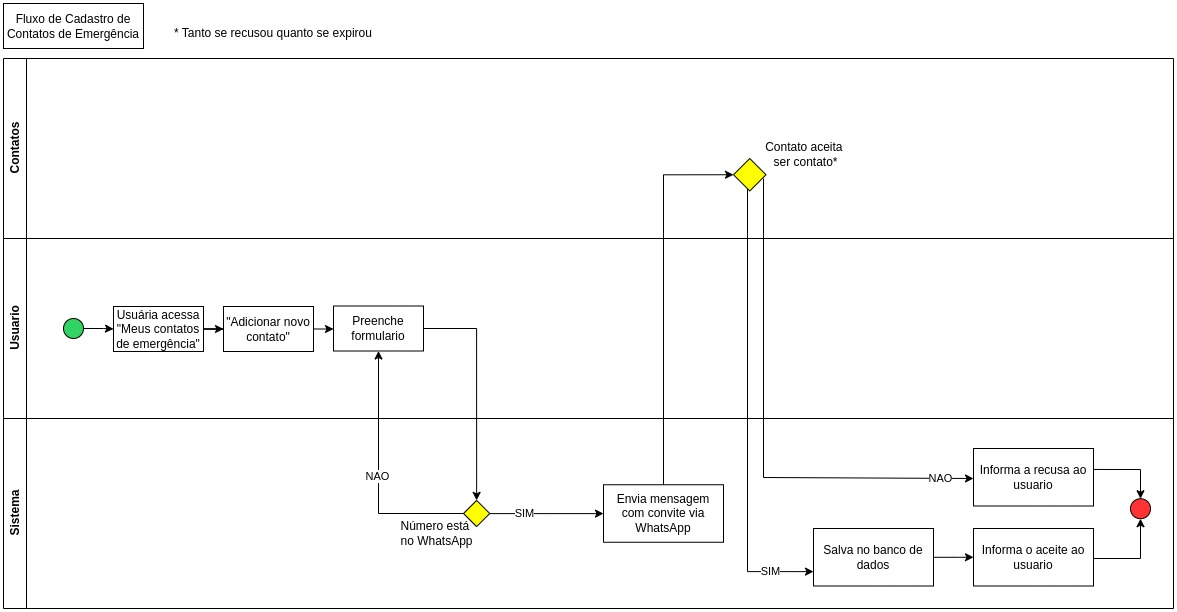 Fluxo de Cadastro de
Contatos de Emergência
* Tanto se recusou quanto se expirou
Contatos
Contato aceita
ser contato*
Usuario
Usuária acessa
"Meus contatos
de emergência"
"Adicionar novo
contato"
Preenche
formulario
Sistema
NAO
Número está
no WhatsApp
SIM
Envia mensagem
com convite via
WhatsApp
NAO
Informa a recusa ao
usuario
SIM
Salva no banco de
dados
Informa o aceite ao
usuario